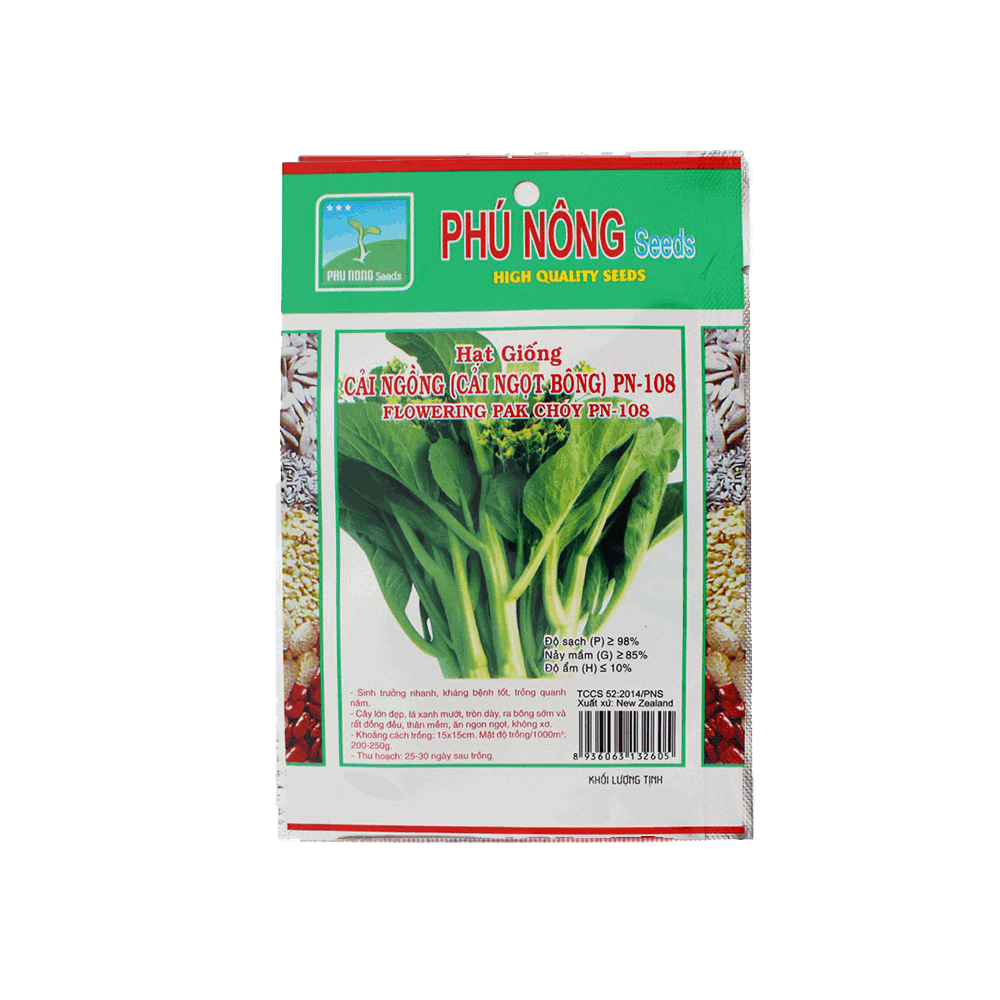 PHÚ NÔNG Seeds
HIGH QUALITY SEEDS
PHU NONG Seeds
Hạt Giống
CẢI NGỒNG (CẢI NGỌT BÔNG) PN-108
FLOWERING PAK CHOY PN-108
Độ sạch (P) ≥ 98%
Nảy mầm (G) ≥ 85%
Độ ẩm (H) ≤ 10%
- Sinh trưởng nhanh, kháng bệnh tốt, trồng quanh
năm.
- Cây lớn đẹp, lá xanh mướt, tròn dày, ra bông sớm và
rất đồng đều, thân mềm, ăn ngon ngọt, không xơ.
- Khoảng cách trồng: 15x15cm. Mật độ trồng/1000m²:
200-250g.
- Thu hoạch: 25-30 ngày sau trồng.
TCCS 52:2014/PNS
Xuất xứ: New Zealand
8 936063 132605
KHỐI LƯỢNG TỊNH